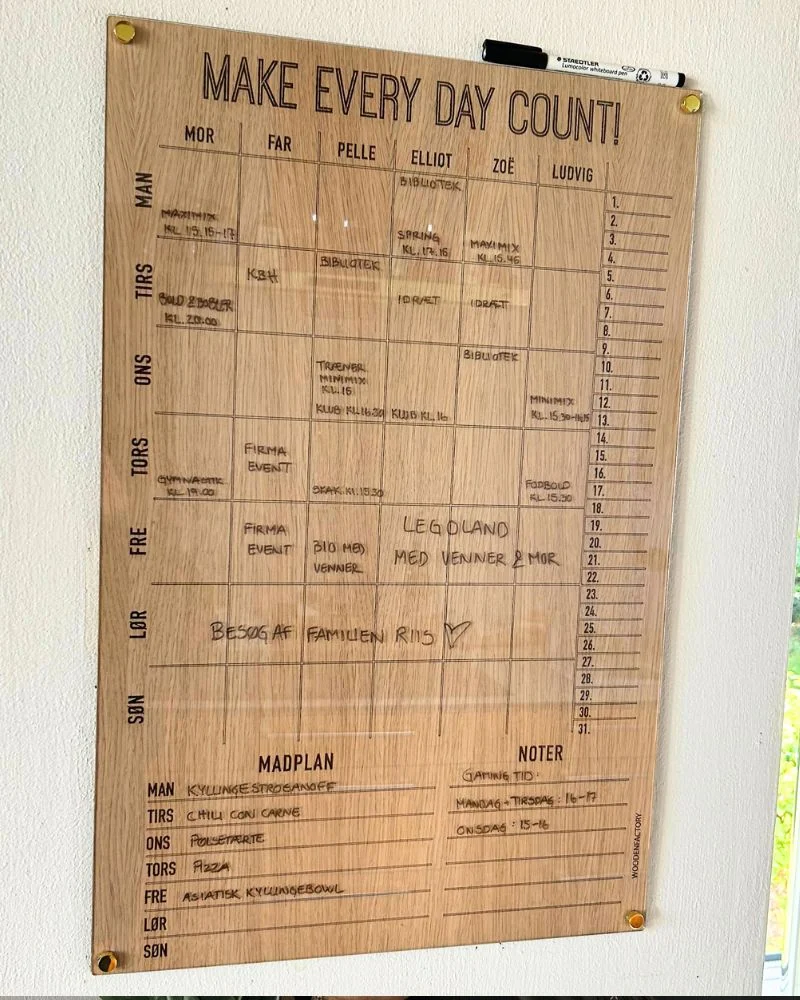 STAEDTLER
Lumocolor whiteboard pen
MAKE EVERY DAY COUNT!
MOR FAR PELLE ELLIOT ZOË LUDVIG
MAN
BIBLIOTEK
MAXIMIX
KL 15.15-17
SPRING
KL. 17.15
MAXIMIX
KL. 15.45
TIRS
KBH
BIBLIOTEK
BOLD & BOBLER
KL. 20.00
IDRÆT
IDRÆT
ONS
BIBLIOTEK
TRÆNER
MINIMIX
KL. 15
KLUB KL. 16.30
KLUB KL. 16
MINIMIX
KL. 15.30-16.15
TORS
FIRMA
EVENT
GYMNASTIK
KL. 19.00
SKAK. Kl. 15.30
FODBOLD
KL. 15.30
FRE
FIRMA
EVENT
BIO MED
VENNER
LEGOLAND
MED VENNER & MOR
LØR
BESØG AF FAMILIEN RIIS
SØN
1.
2.
3.
4.
5.
6.
7.
8.
9.
10.
11.
12.
13.
14.
15.
16.
17.
18.
19.
20.
21.
22.
23.
24.
25.
26.
27.
28.
29.
30.
31.
MADPLAN
MAN KYLLINGESTROGANOFF
TIRS CHILI CON CARNE
ONS PØLSETÆRTE
TORS PIZZA
FRE ASIATISK KYLLINGEBOWL
LØR
SØN
NOTER
GAMING TID:
MANDAG + TIRSDAG : 16-17
ONSDAG : 15-16
WOODENFACTORY